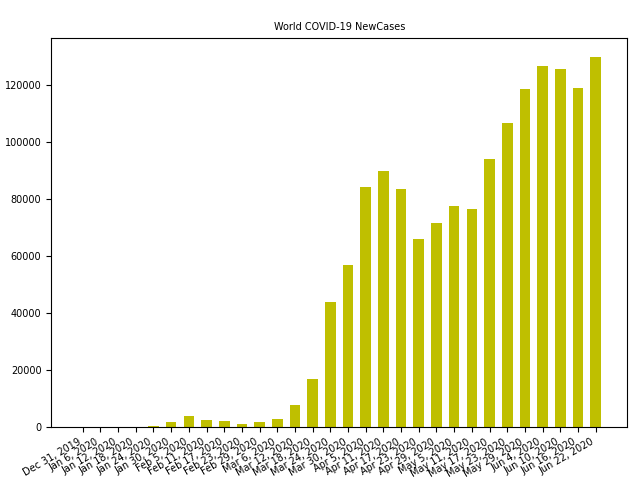 World COVID-19 NewCases
120000
100000
80000
60000
40000
20000
0
Dec 31, 2019
Jan 6, 2020
Jan 12, 2020
Jan 18, 2020
Jan 24, 2020
Jan 30, 2020
Feb 5, 2020
Feb 11, 2020
Feb 17, 2020
Feb 23, 2020
Feb 29, 2020
Mar 6, 2020
Mar 12, 2020
Mar 18, 2020
Mar 24, 2020
Mar 30, 2020
Apr 5, 2020
Apr 11, 2020
Apr 17, 2020
Apr 23, 2020
Apr 29, 2020
May 5, 2020
May 11, 2020
May 17, 2020
May 23, 2020
May 29, 2020
Jun 4, 2020
Jun 10, 2020
Jun 16, 2020
Jun 22, 2020